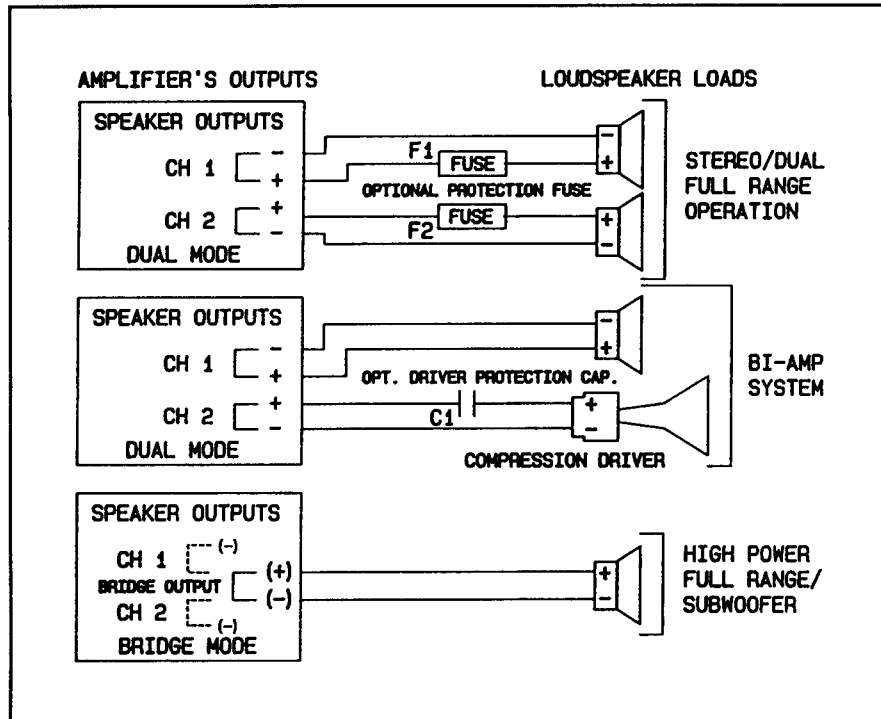 AMPLIFIER'S OUTPUTS
LOUDSPEAKER LOADS
SPEAKER OUTPUTS
CH 1
-
+
CH 2
+
-
DUAL MODE
F1
FUSE
OPTIONAL PROTECTION FUSE
FUSE
F2
-
+
+
-
STEREO/DUAL
FULL RANGE
OPERATION
SPEAKER OUTPUTS
CH 1
-
+
CH 2
+
-
DUAL MODE
OPT. DRIVER PROTECTION CAP.
C1
-
+
+
-
COMPRESSION DRIVER
BI-AMP
SYSTEM
SPEAKER OUTPUTS
CH 1
(-)
BRIDGE OUTPUT
(+)
(-)
CH 2
(-)
BRIDGE MODE
+
-
HIGH POWER
FULL RANGE/
SUBWOOFER